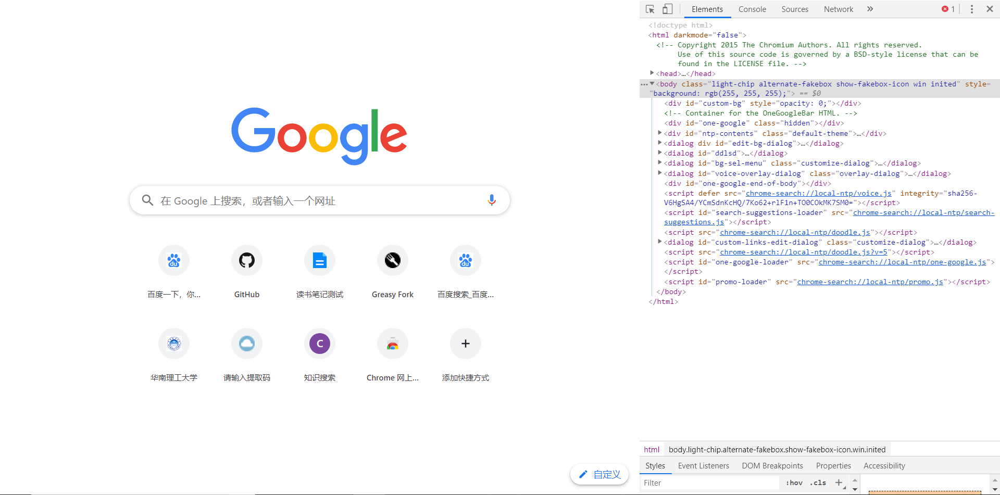 Google
在 Google 上搜索，或者输入一个网址
du
du
百度一下，你...
GitHub
读书笔记测试
Greasy Fork
百度搜索_百度...
C
华南理工大学
请输入提取码
知识搜索
Chrome 网上...
添加快捷方式
自定义
Elements Console Sources Network » 1
<!doctype html>
<html darkmode="false">
<!-- Copyright 2015 The Chromium Authors. All rights reserved.
Use of this source code is governed by a BSD-style license that can be
found in the LICENSE file. -->
<head>…</head>
<body class="light-chip alternate-fakebox show-fakebox-icon win inited" style=
"background: rgb(255, 255, 255);"> == $0
<div id="custom-bg" style="opacity: 0;"></div>
<!-- Container for the OneGoogleBar HTML. -->
<div id="one-google" class="hidden"></div>
<div id="ntp-contents" class="default-theme">…</div>
<dialog div id="edit-bg-dialog">…</dialog>
<dialog id="ddlsd">…</dialog>
<dialog id="bg-sel-menu" class="customize-dialog">…</dialog>
<dialog id="voice-overlay-dialog" class="overlay-dialog">…</dialog>
<div id="one-google-end-of-body"></div>
<script defer src="chrome-search://local-ntp/voice.js" integrity="sha256-
V6HgSA4/YCmSdnKcHQ/7Ko62+rlF1n+TO0COkMK7SM0="></script>
<script id="search-suggestions-loader" src="chrome-search://local-ntp/search-
suggestions.js"></script>
<script src="chrome-search://local-ntp/doodle.js"></script>
<dialog id="custom-links-edit-dialog" class="customize-dialog">…</dialog>
<script src="chrome-search://local-ntp/doodle.js?v=5"></script>
<script id="one-google-loader" src="chrome-search://local-ntp/one-google.js">
</script>
<script id="promo-loader" src="chrome-search://local-ntp/promo.js"></script>
</body>
</html>
html body.light-chip.alternate-fakebox.show-fakebox-icon.win.inited
Styles Event Listeners DOM Breakpoints Properties Accessibility
Filter :hov .cls +